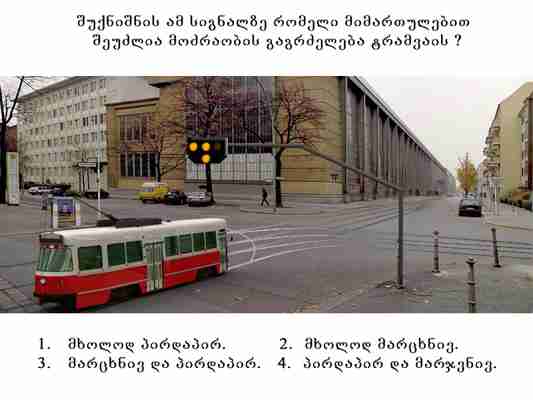 შუქნიშნის ამ სიგნალზე რომელი მიმართულებით
შეუძლია მოძრაობის გაგრძელება ტრამვაის ?
1. მხოლოდ პირდაპირ.
2. მხოლოდ მარცხნივ.
3. მარცხნივ და პირდაპირ.
4. პირდაპირ და მარჯვნივ.